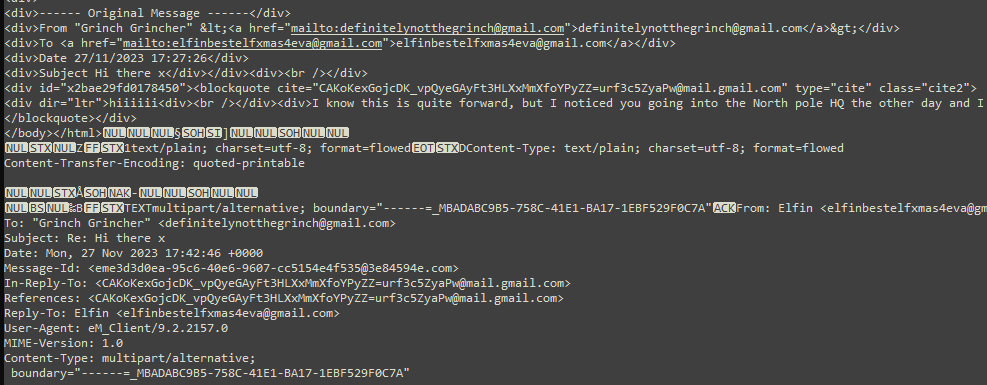 <div>------ Original Message ------</div>
<div>From "Grinch Grincher" &lt;<a href="mailto:definitelynotthegrinch@gmail.com">definitelynotthegrinch@gmail.com</a>&gt;</div>
<div>To <a href="mailto:elfinbestelfxmas4eva@gmail.com">elfinbestelfxmas4eva@gmail.com</a></div>
<div>Date 27/11/2023 17:27:26</div>
<div>Subject Hi there x</div></div><div><br /></div>
<div id="x2bae29fd0178450"><blockquote cite="CAKoKexGojcDK_vpQyeGAyFt3HLXxMmXfoYPyZZ=urf3c5ZyaPw@mail.gmail.com" type="cite" class="cite2">
<div dir="ltr">hiiiiii<div><br /></div><div>I know this is quite forward, but I noticed you going into the North pole HQ the other day and I
</blockquote></div>
</body></html>NULNULNUL§SOHSI]NULNULSOHNULNUL
NULSTXNULZFFSTXltext/plain; charset=utf-8; format=flowedEOTSTXDContent-Type: text/plain; charset=utf-8; format=flowed
Content-Transfer-Encoding: quoted-printable
NULNULSTXÅSOHNAK-NULNULSOHNULNUL
NULBSNUL‰BFFSTXTEXTmultipart/alternative; boundary="------=_MBADABC9B5-758C-41E1-BA17-1EBF529F0C7A"ACKFrom: Elfin <elfinbestelfxmas4eva@gm
To: "Grinch Grincher" <definitelynotthegrinch@gmail.com>
Subject: Re: Hi there x
Date: Mon, 27 Nov 2023 17:42:46 +0000
Message-Id: <eme3d3d0ea-95c6-40e6-9607-cc5154e4f535@3e84594e.com>
In-Reply-To: <CAKoKexGojcDK_vpQyeGAyFt3HLXxMmXfoYPyZZ=urf3c5ZyaPw@mail.gmail.com>
References: <CAKoKexGojcDK_vpQyeGAyFt3HLXxMmXfoYPyZZ=urf3c5ZyaPw@mail.gmail.com>
Reply-To: Elfin <elfinbestelfxmas4eva@gmail.com>
User-Agent: eM_Client/9.2.2157.0
MIME-Version: 1.0
Content-Type: multipart/alternative;
boundary="------=_MBADABC9B5-758C-41E1-BA17-1EBF529F0C7A"